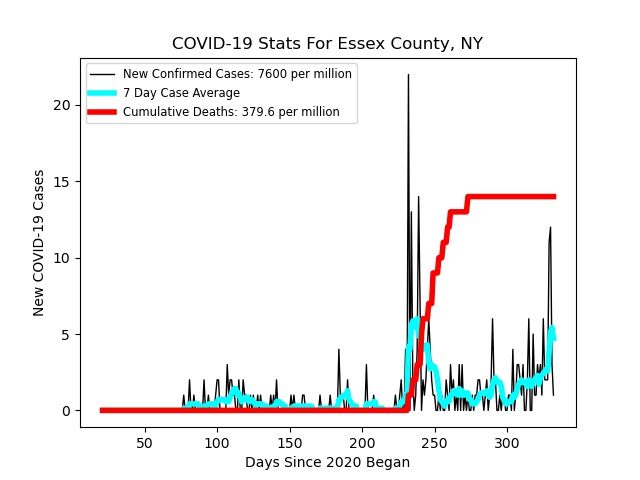 COVID-19 Stats For Essex County, NY
New Confirmed Cases: 7600 per million
7 Day Case Average
Cumulative Deaths: 379.6 per million
New COVID-19 Cases
20
15
10
5
0
50 100 150 200 250 300
Days Since 2020 Began